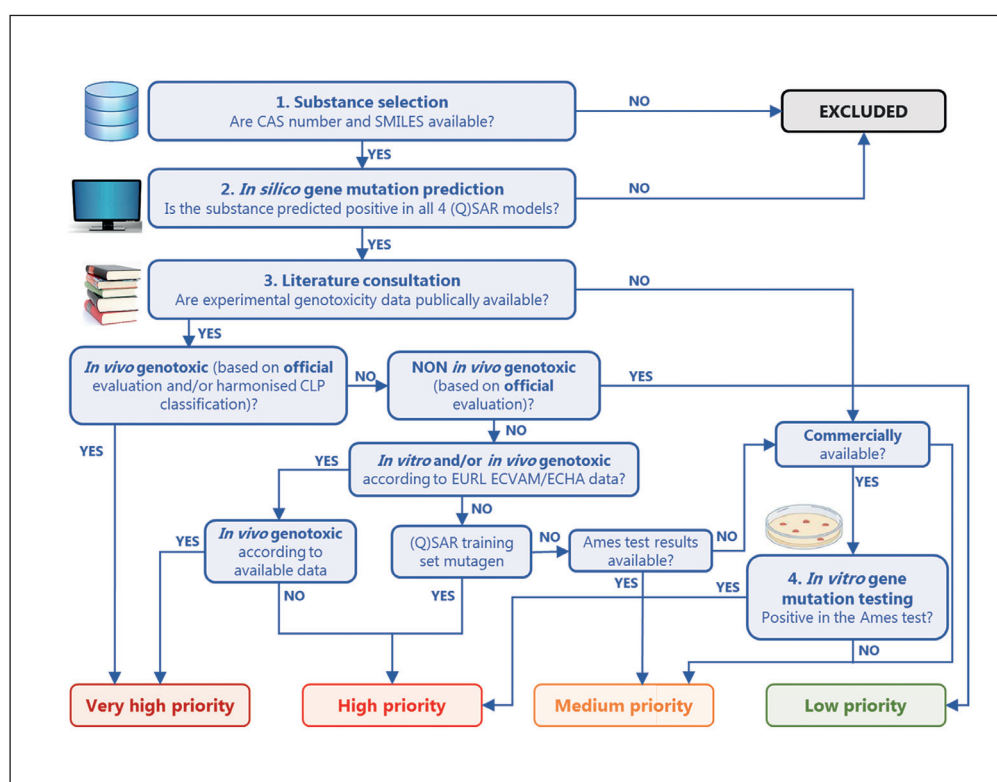 1. Substance selection
Are CAS number and SMILES available?
NO
EXCLUDED
YES
2. In silico gene mutation prediction
Is the substance predicted positive in all 4 (Q)SAR models?
NO
YES
3. Literature consultation
Are experimental genotoxicity data publically available?
NO
YES
In vivo genotoxic (based on official
evaluation and/or harmonised CLP
classification)?
NO
NON in vivo genotoxic
(based on official
evaluation)?
YES
YES
NO
Commercially
available?
In vitro and/or in vivo genotoxic
according to EURL ECVAM/ECHA data?
YES
NO
NO
YES
In vivo genotoxic
according to
available data
YES
NO
(Q)SAR training
set mutagen
NO
YES
Ames test results
available?
YES
4. In vitro gene
mutation testing
Positive in the Ames test?
YES
NO
Very high priority
High priority
Medium priority
Low priority